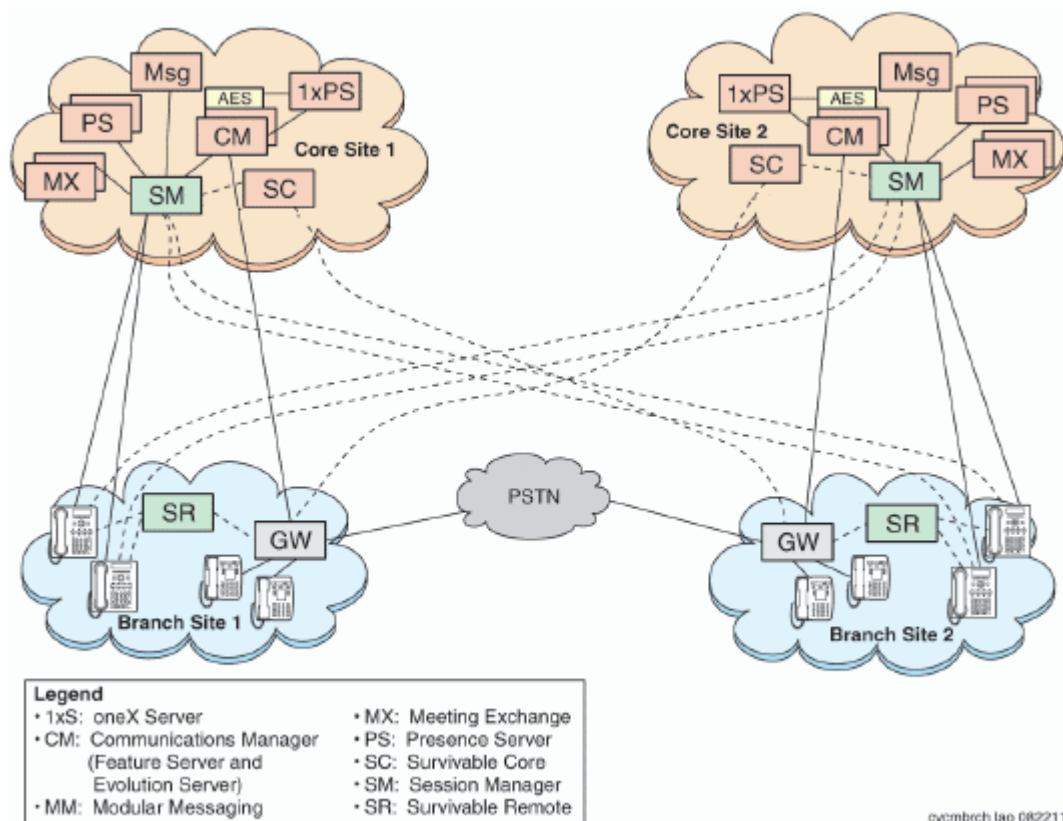 Msg
AES
1xPS
PS
CM
Core Site 1
MX
SM
SC
Msg
1xPS
AES
PS
CM
Core Site 2
SC
SM
MX
PSTN
SR
GW
Branch Site 1
GW
SR
Branch Site 2
Legend
• 1xS: oneX Server
• CM: Communications Manager
(Feature Server and
Evolution Server)
• MM: Modular Messaging
• MX: Meeting Exchange
• PS: Presence Server
• SC: Survivable Core
• SM: Session Manager
• SR: Survivable Remote